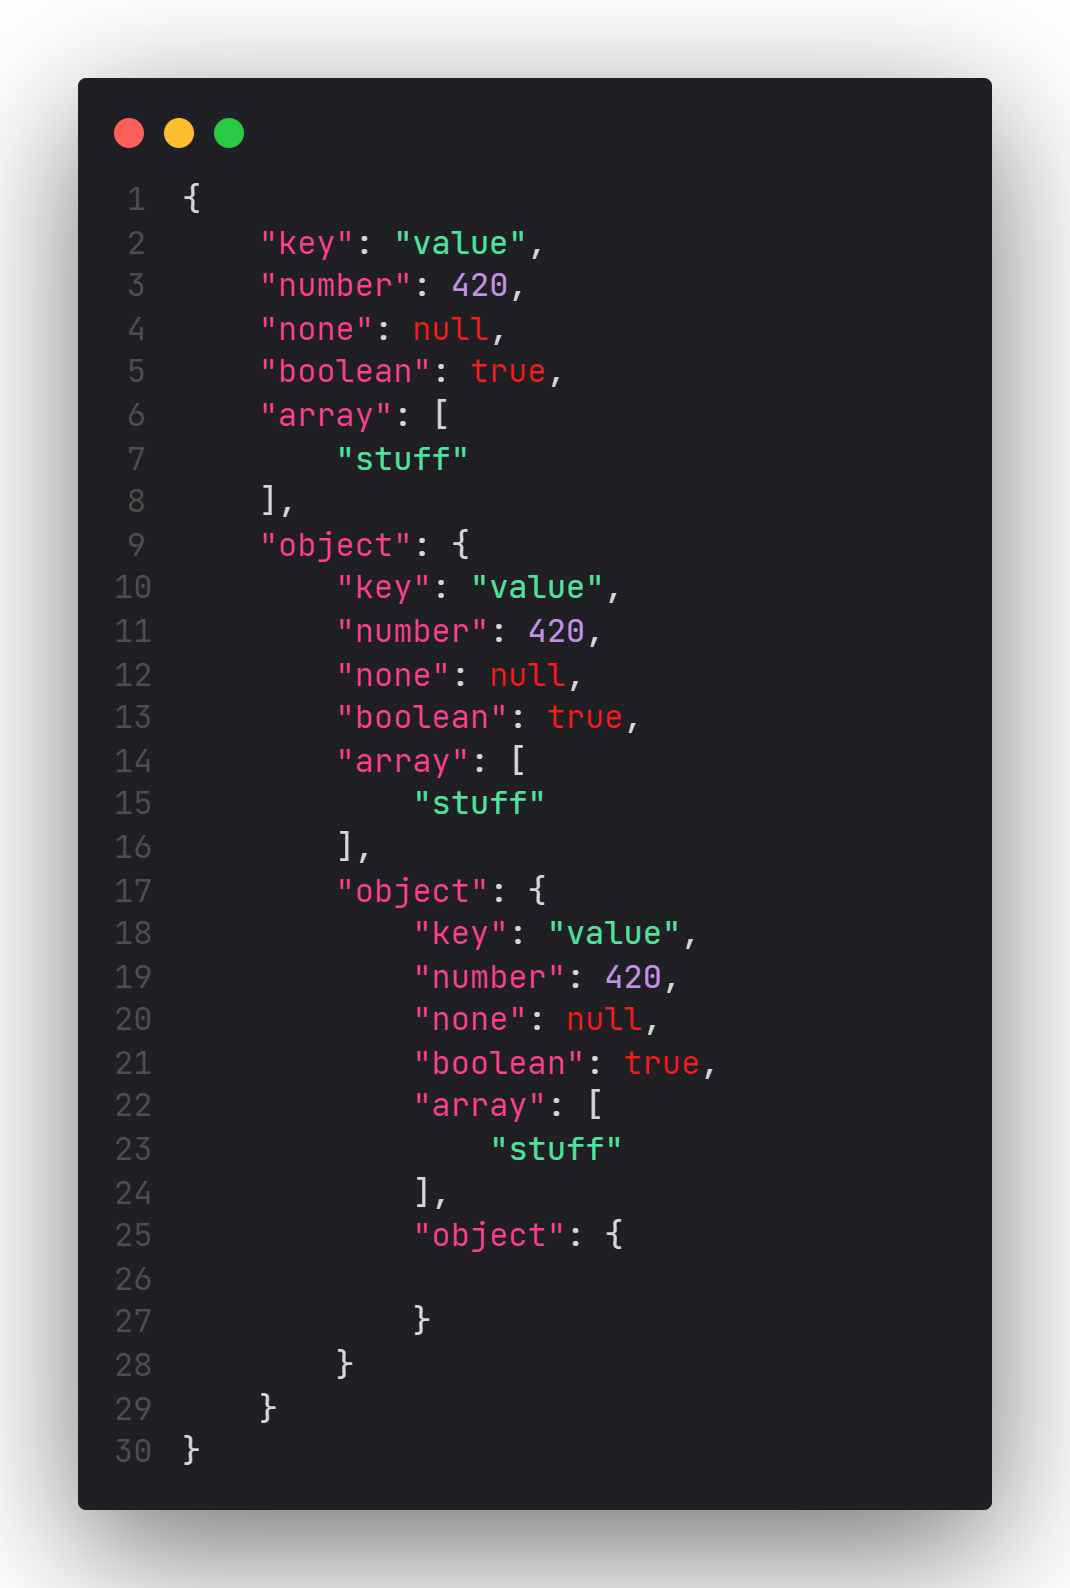 1 {
2     "key": "value",
3     "number": 420,
4     "none": null,
5     "boolean": true,
6     "array": [
7         "stuff"
8     ],
9     "object": {
10         "key": "value",
11         "number": 420,
12         "none": null,
13         "boolean": true,
14         "array": [
15             "stuff"
16         ],
17         "object": {
18             "key": "value",
19             "number": 420,
20             "none": null,
21             "boolean": true,
22             "array": [
23                 "stuff"
24             ],
25             "object": {
26
27             }
28         }
29     }
30 }